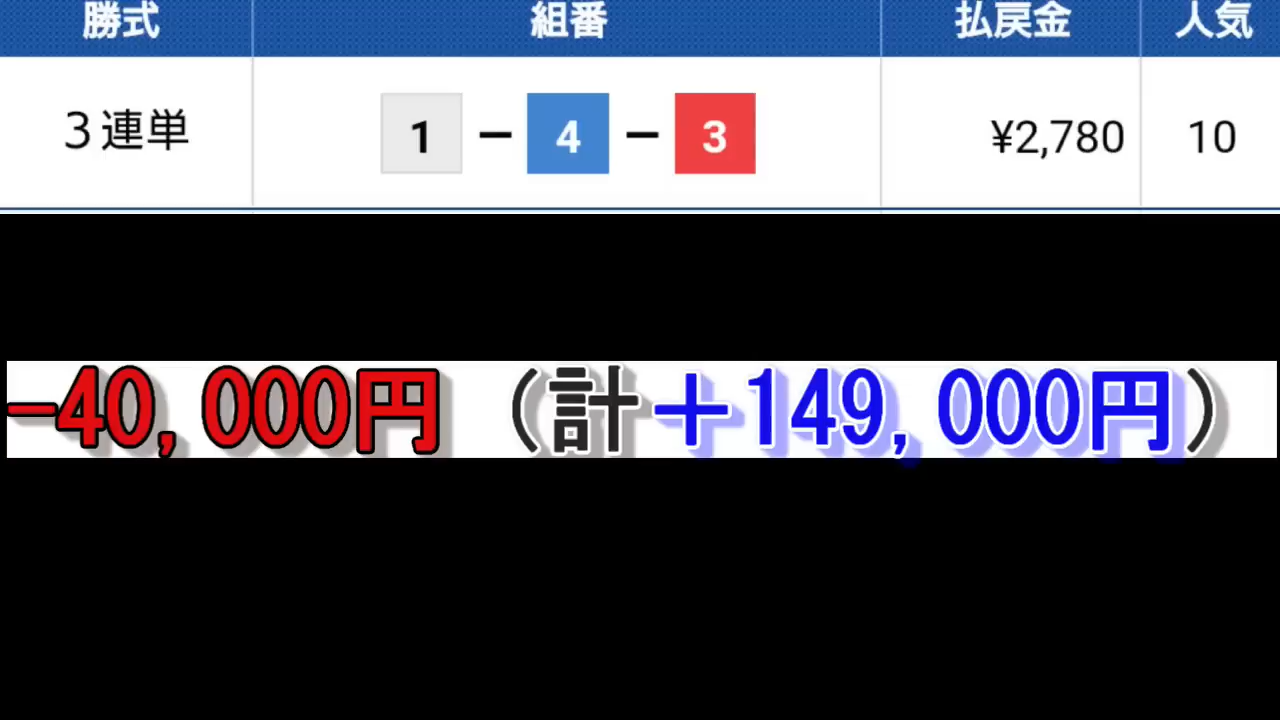 勝式 組番 払戻金 人気
３連単 1 - 4 - 3 ¥2,780 10
-40,000円（計+149,000円）